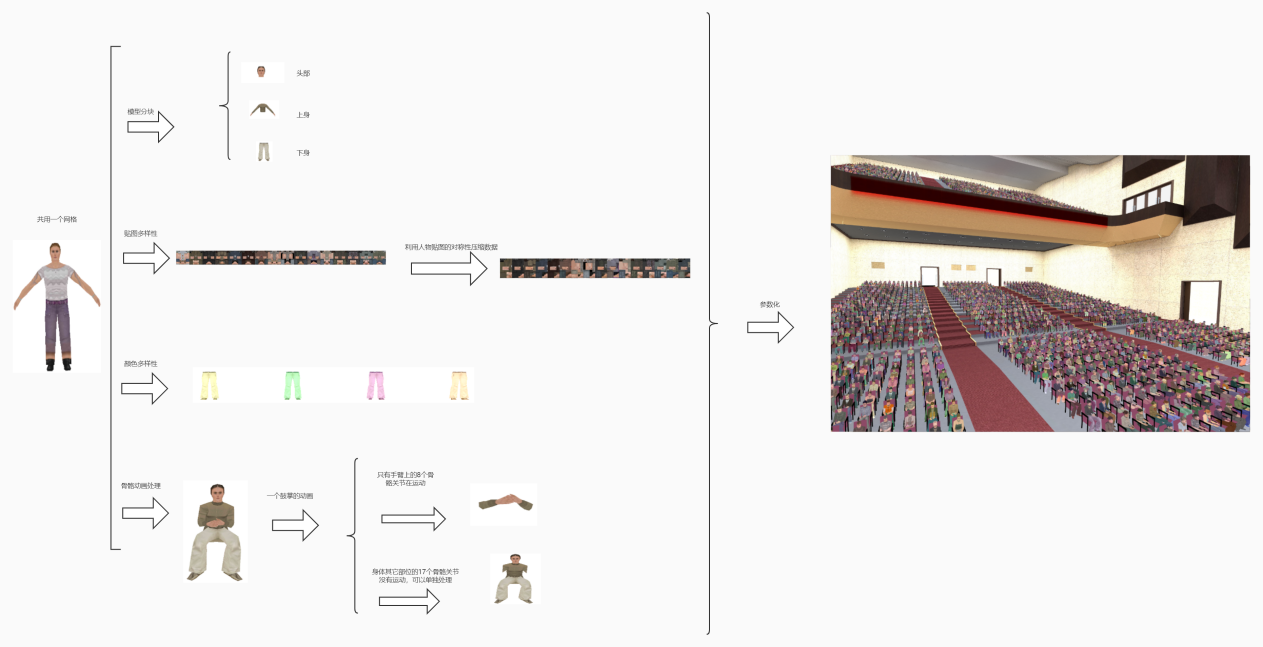 共用一个网格
模型分块
头部
上身
下身
贴图多样性
利用人物贴图的对称性压缩数据
颜色多样性
骨骼动画处理
一个鼓掌的动画
只有手臂上的8个骨
骼关节在运动
身体其它部位的17个骨骼关节
没有运动，可以单独处理
参数化